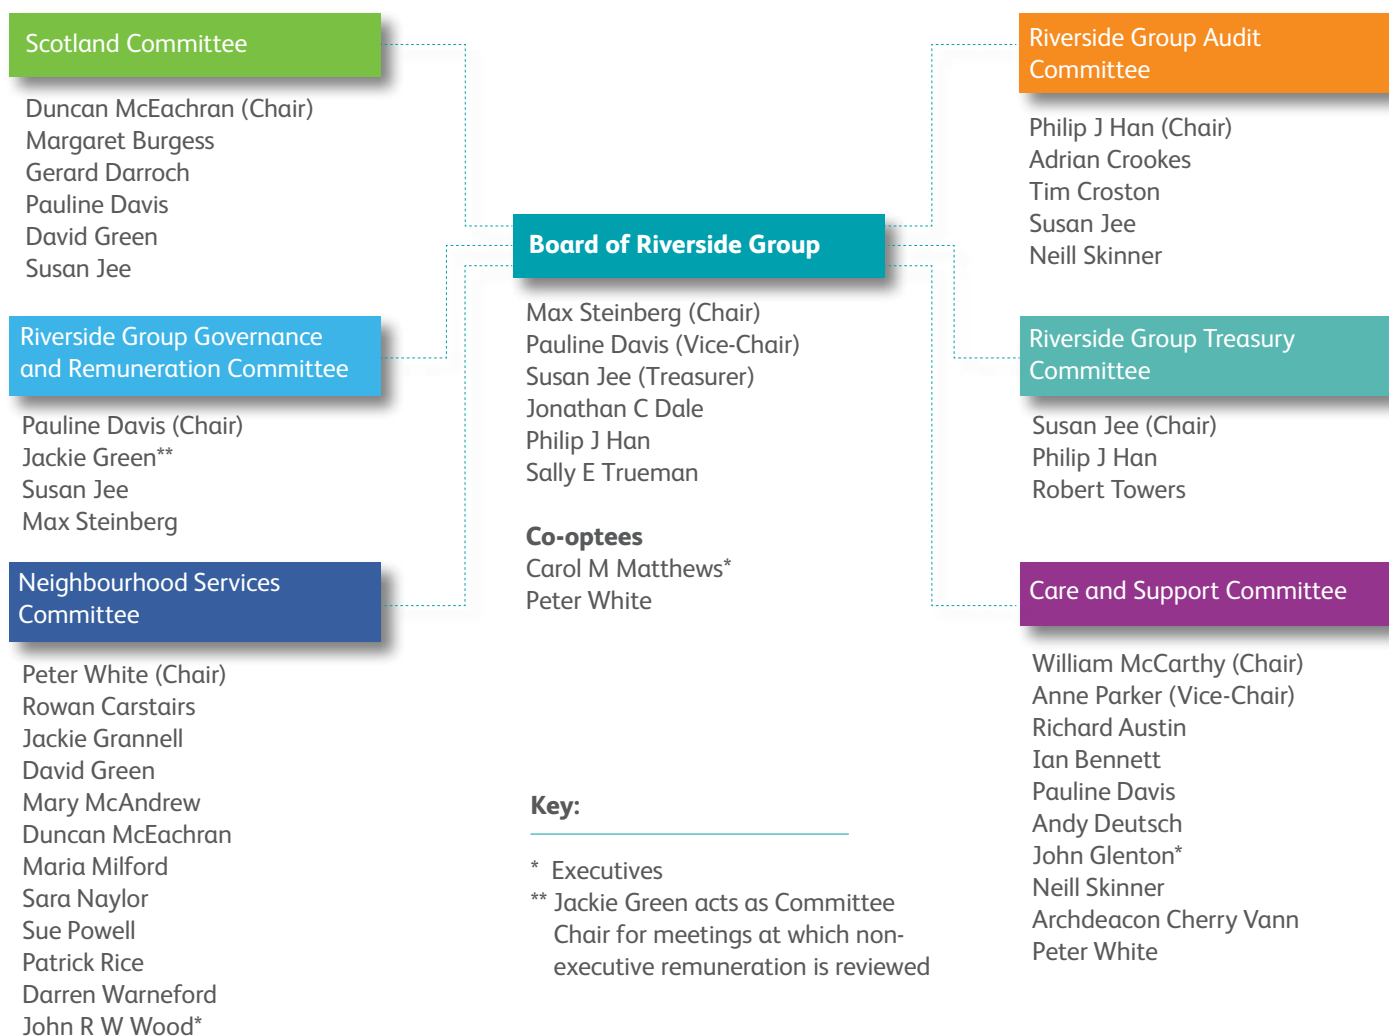 Scotland Committee
Duncan McEachran (Chair)
Margaret Burgess
Gerard Darroch
Pauline Davis
David Green
Susan Jee
Riverside Group Governance
and Remuneration Committee
Pauline Davis (Chair)
Jackie Green**
Susan Jee
Max Steinberg
Neighbourhood Services
Committee
Peter White (Chair)
Rowan Carstairs
Jackie Grannell
David Green
Mary McAndrew
Duncan McEachran
Maria Milford
Sara Naylor
Sue Powell
Patrick Rice
Darren Warneford
John R W Wood*
Board of Riverside Group
Max Steinberg (Chair)
Pauline Davis (Vice-Chair)
Susan Jee (Treasurer)
Jonathan C Dale
Philip J Han
Sally E Trueman
Co-optees
Carol M Matthews*
Peter White
Key:
* Executives
** Jackie Green acts as Committee
Chair for meetings at which non-
executive remuneration is reviewed
Riverside Group Audit
Committee
Philip J Han (Chair)
Adrian Crookes
Tim Croston
Susan Jee
Neill Skinner
Riverside Group Treasury
Committee
Susan Jee (Chair)
Philip J Han
Robert Towers
Care and Support Committee
William McCarthy (Chair)
Anne Parker (Vice-Chair)
Richard Austin
Ian Bennett
Pauline Davis
Andy Deutsch
John Glenton*
Neill Skinner
Archdeacon Cherry Vann
Peter White